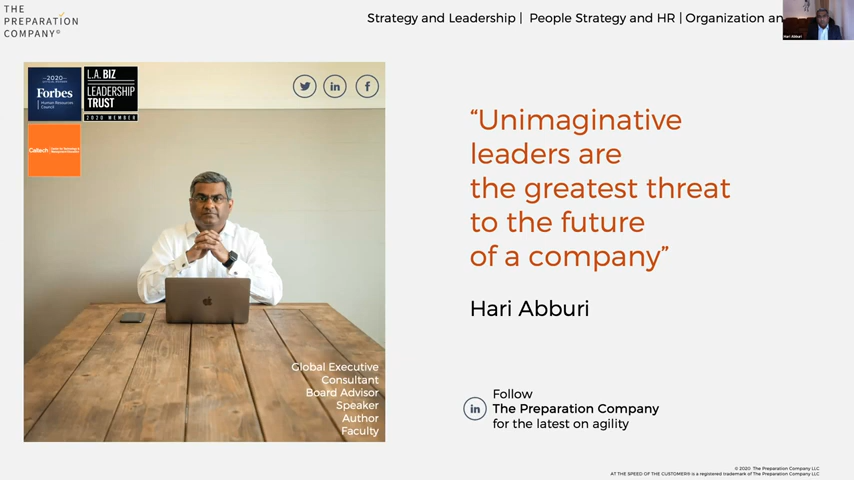 THE
PREPARATION
COMPANY®
Strategy and Leadership | People Strategy and HR | Organization an
Hari Abburi
2020
Forbes
Human Resources
Council
L.A. BIZ
LEADERSHIP
TRUST
2020 MEMBER
Caltech
“Unimaginative
leaders are
the greatest threat
to the future
of a company”
Hari Abburi
Global Executive
Consultant
Board Advisor
Speaker
Author
Faculty
in Follow
The Preparation Company
for the latest on agility
© 2020 The Preparation Company LLC
AT THE SPEED OF THE CUSTOMER® is a registered trademark of The Preparation Company LLC